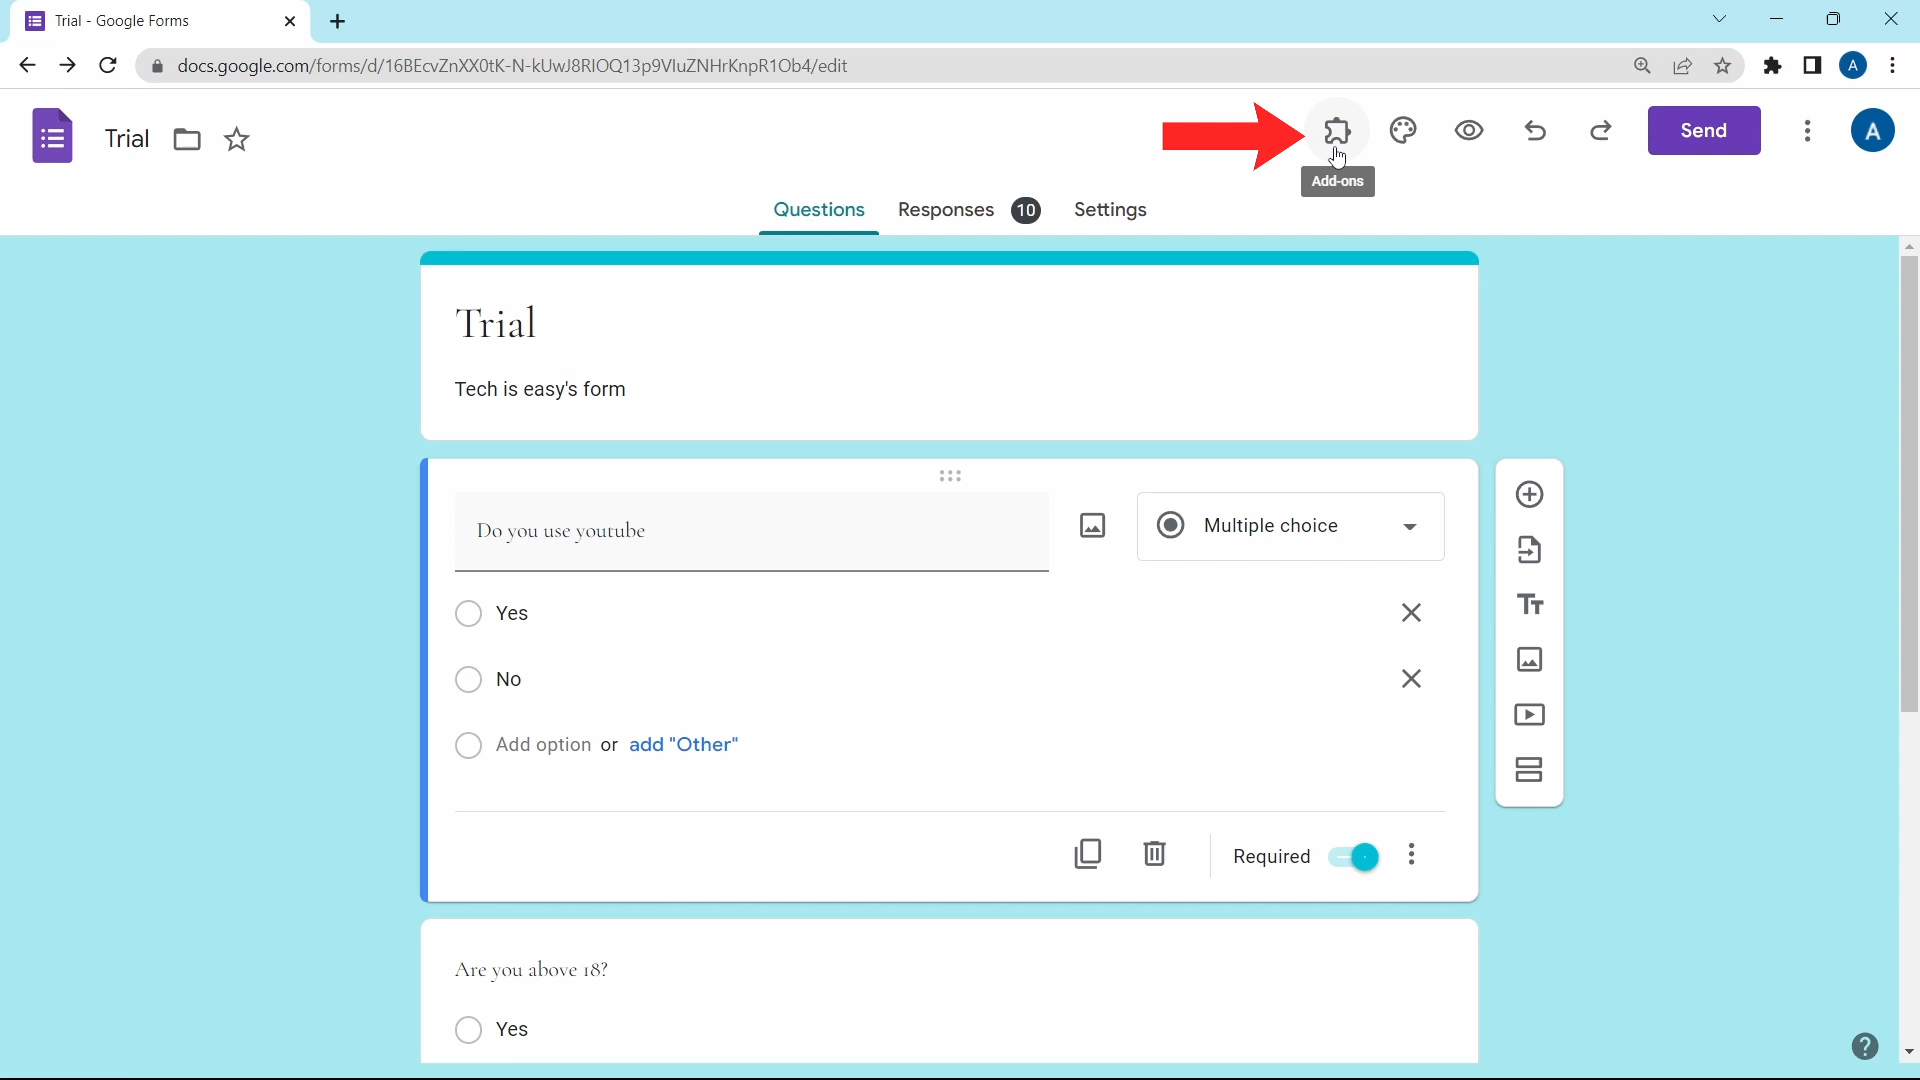 Trial - Google Forms
docs.google.com/forms/d/16BEcvZnXX0tK-N-kUwJ8RIOQ13p9VIuZNHrKnpR1Ob4/edit
A
Trial
Send
A
Add-ons
Questions Responses 10 Settings
Trial
Tech is easy's form
Do you use youtube
Multiple choice
Yes
No
Add option or add "Other"
Required
Are you above 18?
Yes